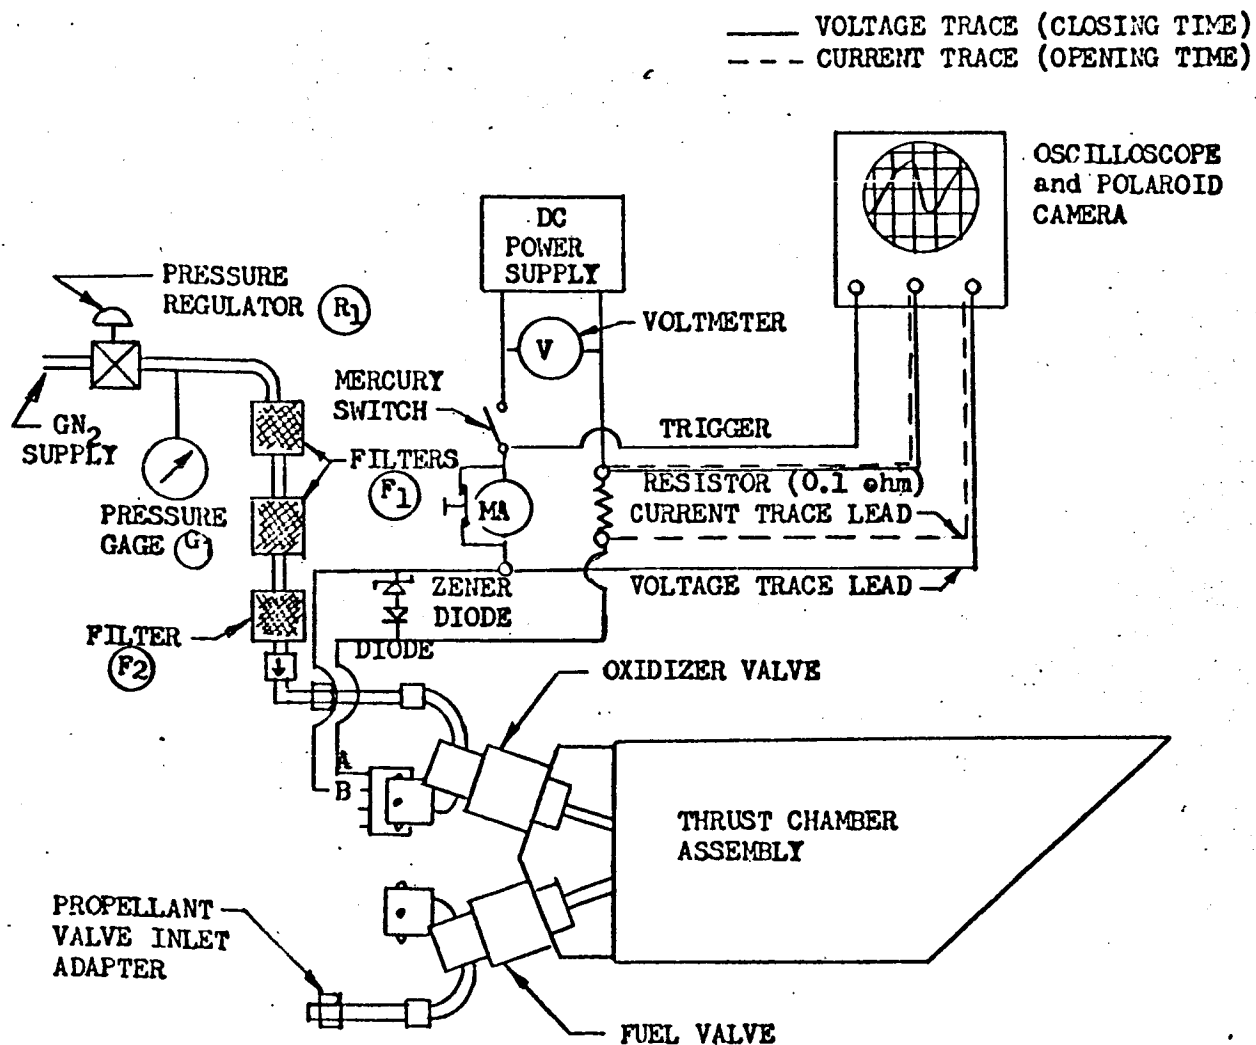 VOLTAGE TRACE (CLOSING TIME)
CURRENT TRACE (OPENING TIME)
OSCILLOSCOPE
and POLAROID
CAMERA
DC
POWER
SUPPLY
PRESSURE
REGULATOR R1
VOLTMETER
V
MERCURY
SWITCH
GN2
SUPPLY
TRIGGER
FILTERS
F1
RESISTOR (0.1 ohm)
MA
PRESSURE
GAGE G1
CURRENT TRACE LEAD
ZENER
DIODE
VOLTAGE TRACE LEAD
FILTER
F2
DIODE
OXIDIZER VALVE
A
B
THRUST CHAMBER
ASSEMBLY
PROPELLANT
VALVE INLET
ADAPTER
FUEL VALVE